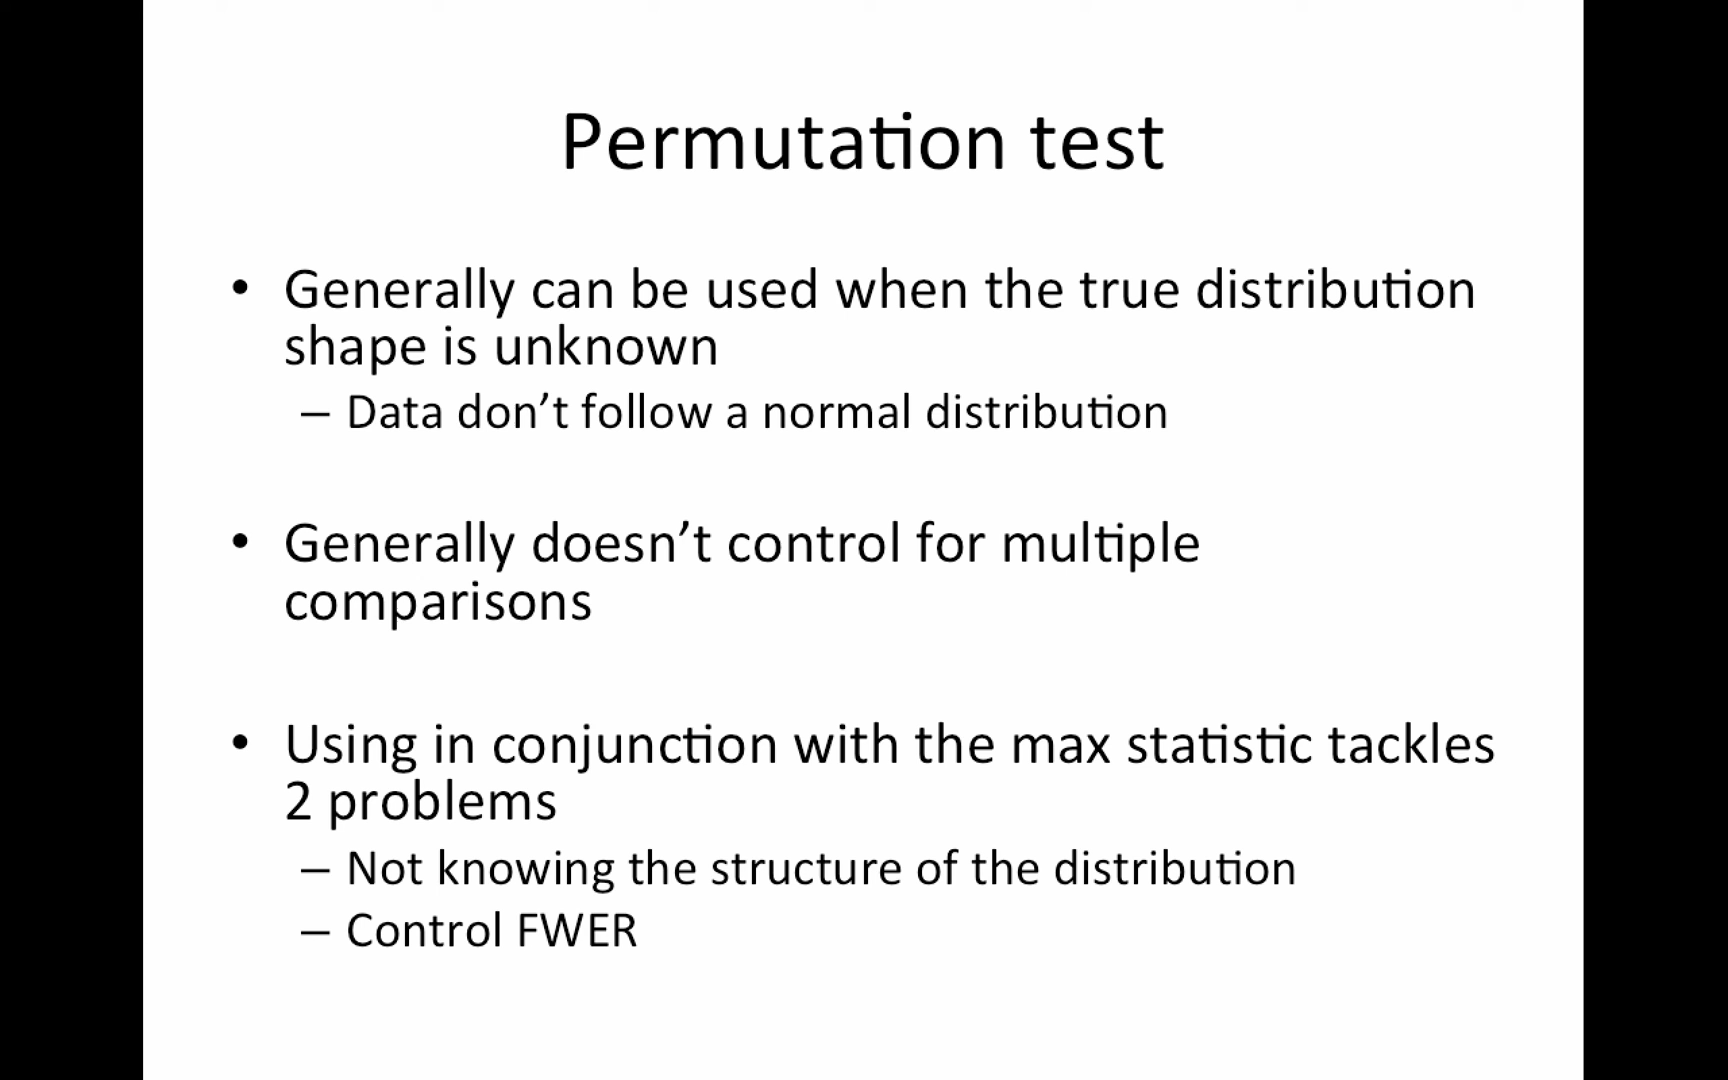 Permutation test
• Generally can be used when the true distribution
shape is unknown
– Data don’t follow a normal distribution
• Generally doesn’t control for multiple
comparisons
• Using in conjunction with the max statistic tackles
2 problems
– Not knowing the structure of the distribution
– Control FWER